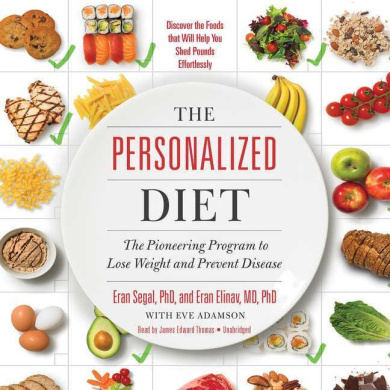 Discover the Foods
that Will Help You
Shed Pounds
Effortlessly
THE
PERSONALIZED
DIET
The Pioneering Program to
Lose Weight and Prevent Disease
Eran Segal, PhD, and Eran Elinav, MD, PhD
WITH EVE ADAMSON
Read by James Edward Thomas • Unabridged